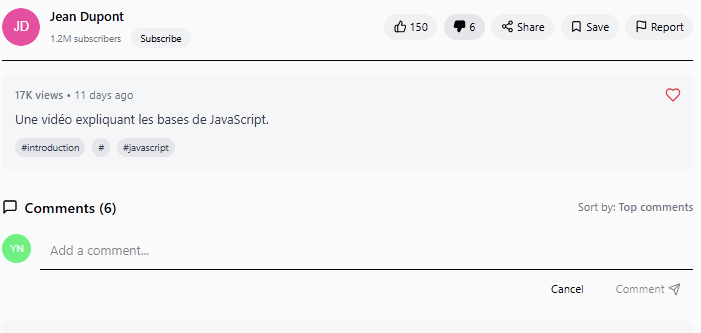 JD
Jean Dupont
1.2M subscribers Subscribe
150 6 Share Save Report
17K views • 11 days ago
Une vidéo expliquant les bases de JavaScript.
#introduction # #javascript
Comments (6) Sort by: Top comments
YN Add a comment...
Cancel Comment